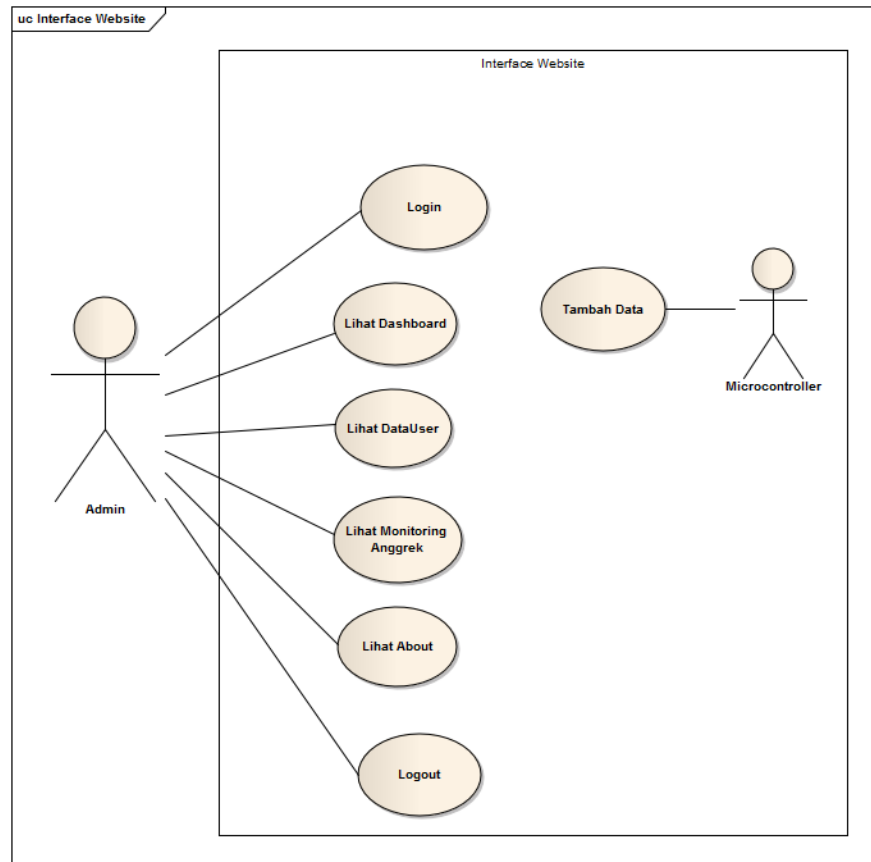 uc Interface Website
Interface Website
Login
Lihat Dashboard
Tambah Data
Microcontroller
Lihat DataUser
Admin
Lihat Monitoring
Anggrek
Lihat About
Logout